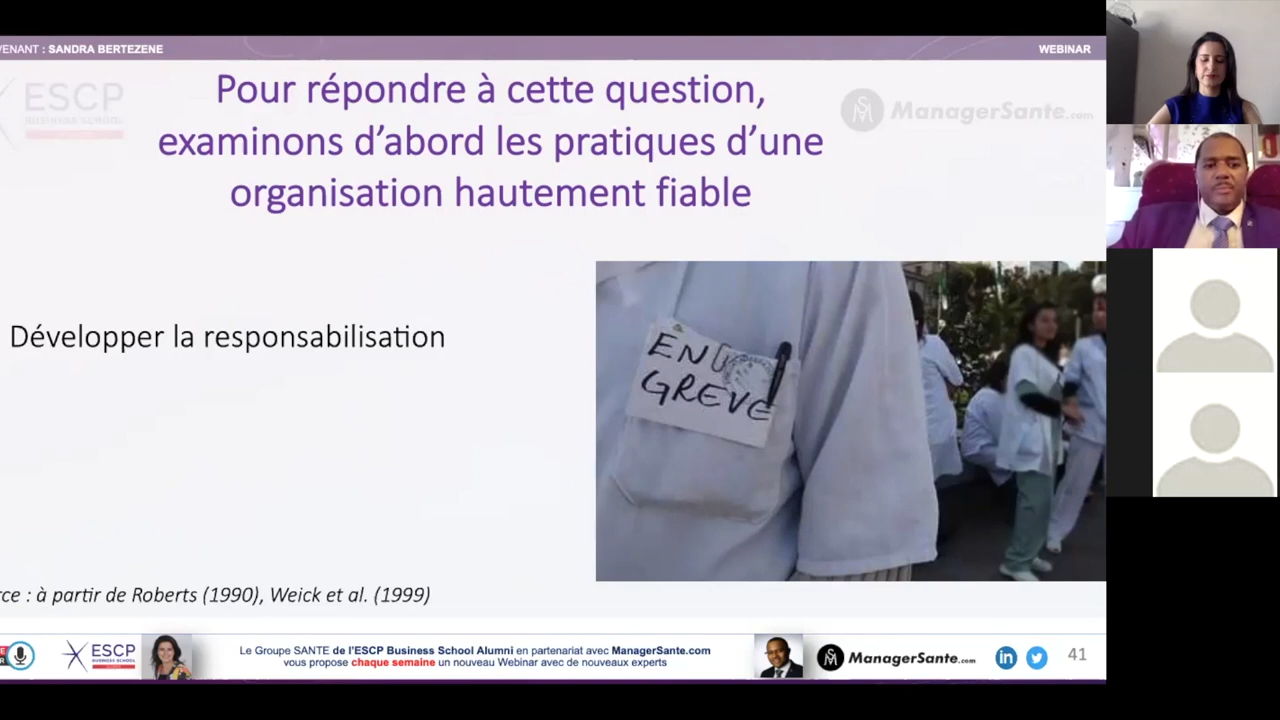 VENANT : SANDRA BERTEZENE
WEBINAR
ESCP
BUSINESS SCHOOL
ManagerSante.com
Pour répondre à cette question,
examinons d’abord les pratiques d’une
organisation hautement fiable
Développer la responsabilisation
EN
GREVE
rce : à partir de Roberts (1990), Weick et al. (1999)
ESCP
BUSINESS SCHOOL
Le Groupe SANTE de l’ESCP Business School Alumni en partenariat avec ManagerSante.com
vous propose chaque semaine un nouveau Webinar avec de nouveaux experts
ManagerSante.com
in
41